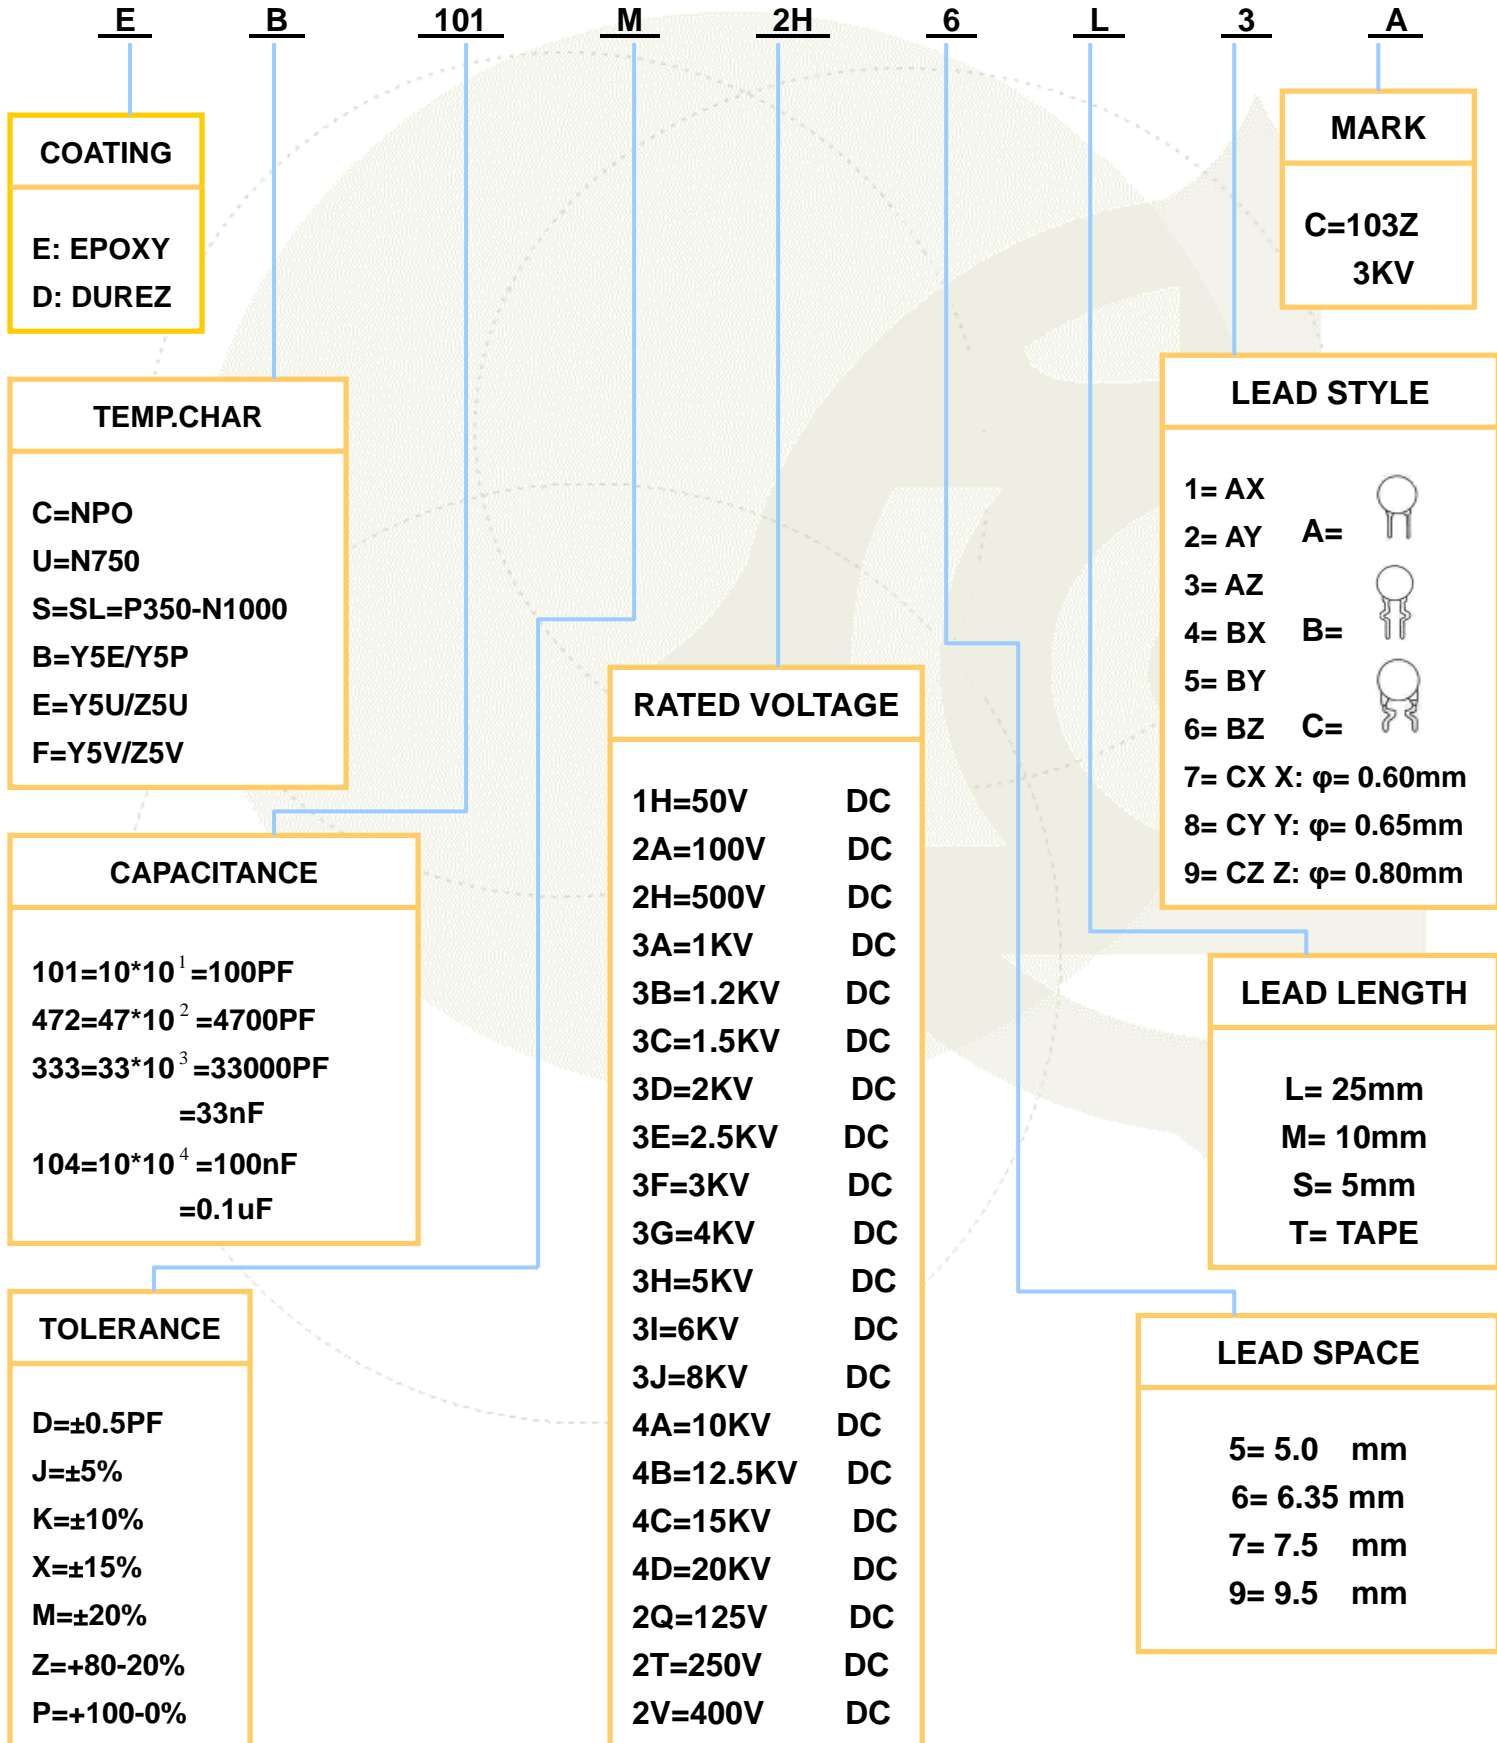 E B 101 M 2H 6 L 3 A
COATING
E: EPOXY
D: DUREZ
MARK
C=103Z
3KV
TEMP.CHAR
C=NPO
U=N750
S=SL=P350-N1000
B=Y5E/Y5P
E=Y5U/Z5U
F=Y5V/Z5V
LEAD STYLE
1= AX
2= AY A=
3= AZ
4= BX B=
5= BY
6= BZ C=
7= CX X: φ= 0.60mm
8= CY Y: φ= 0.65mm
9= CZ Z: φ= 0.80mm
CAPACITANCE
101=10*10¹=100PF
472=47*10²=4700PF
333=33*10³=33000PF
=33nF
104=10*10⁴=100nF
=0.1uF
RATED VOLTAGE
1H=50V DC
2A=100V DC
2H=500V DC
3A=1KV DC
3B=1.2KV DC
3C=1.5KV DC
3D=2KV DC
3E=2.5KV DC
3F=3KV DC
3G=4KV DC
3H=5KV DC
3I=6KV DC
3J=8KV DC
4A=10KV DC
4B=12.5KV DC
4C=15KV DC
4D=20KV DC
2Q=125V DC
2T=250V DC
2V=400V DC
LEAD LENGTH
L= 25mm
M= 10mm
S= 5mm
T= TAPE
TOLERANCE
D=±0.5PF
J=±5%
K=±10%
X=±15%
M=±20%
Z=+80-20%
P=+100-0%
LEAD SPACE
5= 5.0 mm
6= 6.35 mm
7= 7.5 mm
9= 9.5 mm